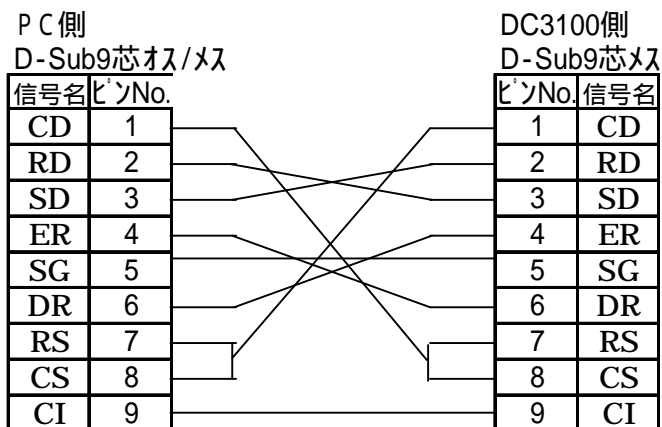 PC側 DC3100側
D-Sub9芯オス/メス D-Sub9芯メス
信号名 ピンNo. ピンNo. 信号名
CD 1 1 CD
RD 2 2 RD
SD 3 3 SD
ER 4 4 ER
SG 5 5 SG
DR 6 6 DR
RS 7 7 RS
CS 8 8 CS
CI 9 9 CI